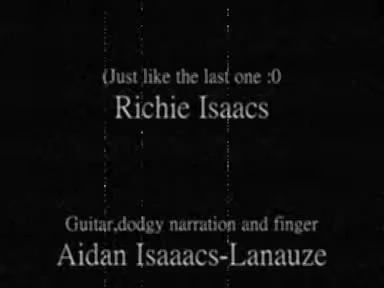 (Just like the last one :0
Richie Isaacs
Guitar,dodgy narration and finger
Aidan Isaaacs-Lanauze